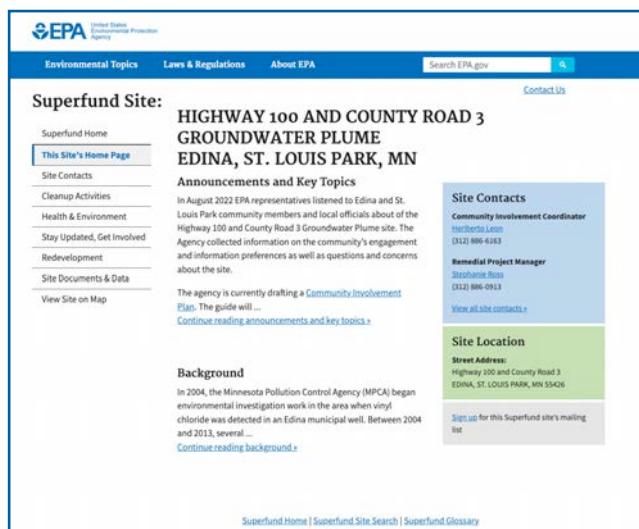 EPA United States
Environmental Protection
Agency
Environmental Topics Laws & Regulations About EPA Search EPA.gov
Contact Us
Superfund Site:
Superfund Home
This Site's Home Page
Site Contacts
Cleanup Activities
Health & Environment
Stay Updated, Get Involved
Redevelopment
Site Documents & Data
View Site on Map
HIGHWAY 100 AND COUNTY ROAD 3
GROUNDWATER PLUME
EDINA, ST. LOUIS PARK, MN
Announcements and Key Topics
In August 2022 EPA representatives listened to Edina and St.
Louis Park community members and local officials about of the
Highway 100 and County Road 3 Groundwater Plume site. The
Agency collected information on the community's engagement
and information preferences as well as questions and concerns
about the site.
The agency is currently drafting a Community Involvement
Plan. The guide will ...
Continue reading announcements and key topics »
Background
In 2004, the Minnesota Pollution Control Agency (MPCA) began
environmental investigation work in the area when vinyl
chloride was detected in an Edina municipal well. Between 2004
and 2013, several ...
Continue reading background »
Site Contacts
Community Involvement Coordinator
Heriberto Leon
(312) 886-6163
Remedial Project Manager
Stephanie Ross
(312) 886-0913
View all site contacts »
Site Location
Street Address:
Highway 100 and County Road 3
EDINA, ST. LOUIS PARK, MN 55426
Sign up for this Superfund site's mailing
list
Superfund Home | Superfund Site Search | Superfund Glossary